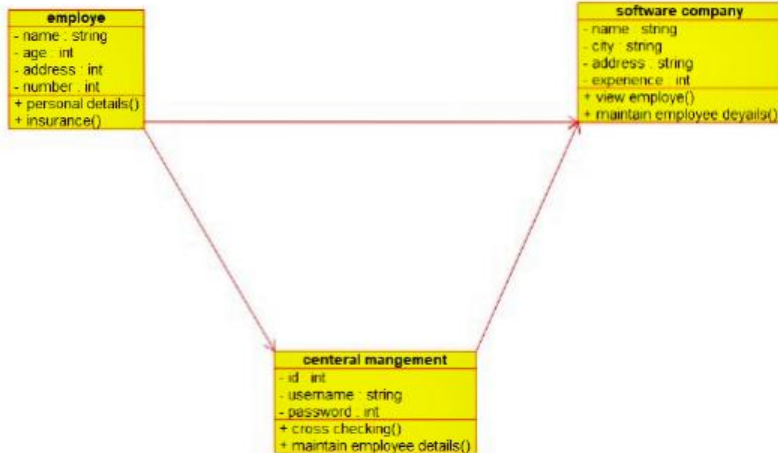 employe
- name : string
- age : int
- address : int
- number : int
+ personal details()
+ insurance()
software company
- name : string
- city : string
- address : string
- experience : int
+ view employe()
+ maintain employee deyails()
centeral mangement
- id : int
- username : string
- password : int
+ cross checking()
+ maintain employee details()